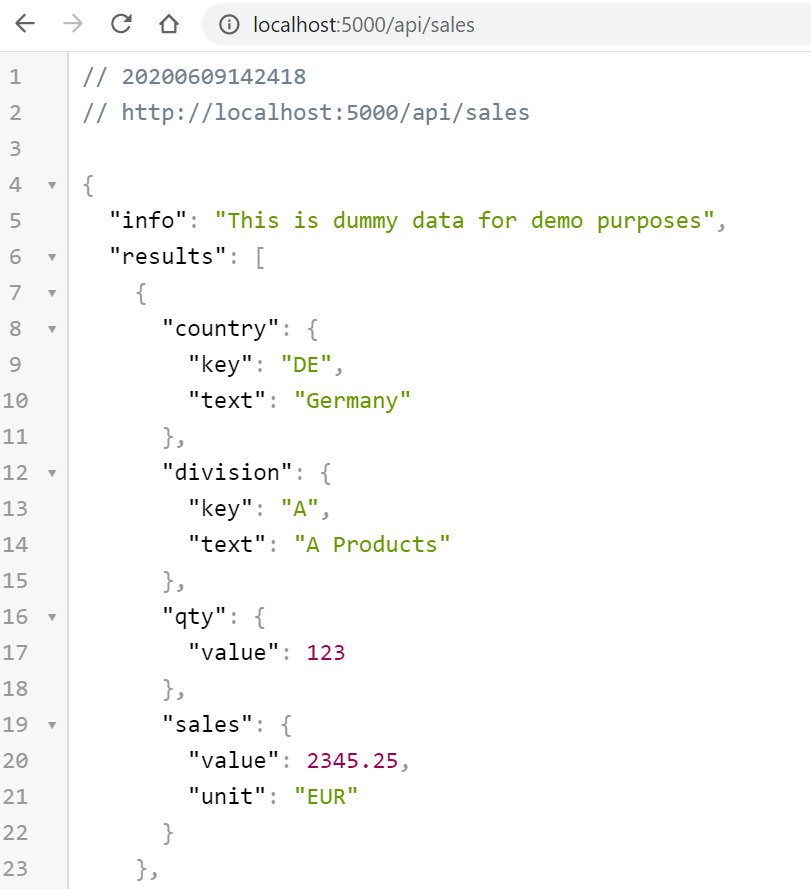 localhost:5000/api/sales
1 // 20200609142418
2 // http://localhost:5000/api/sales
3
4 {
5   "info": "This is dummy data for demo purposes",
6   "results": [
7     {
8       "country": {
9         "key": "DE",
10         "text": "Germany"
11       },
12       "division": {
13         "key": "A",
14         "text": "A Products"
15       },
16       "qty": {
17         "value": 123
18       },
19       "sales": {
20         "value": 2345.25,
21         "unit": "EUR"
22       }
23     },